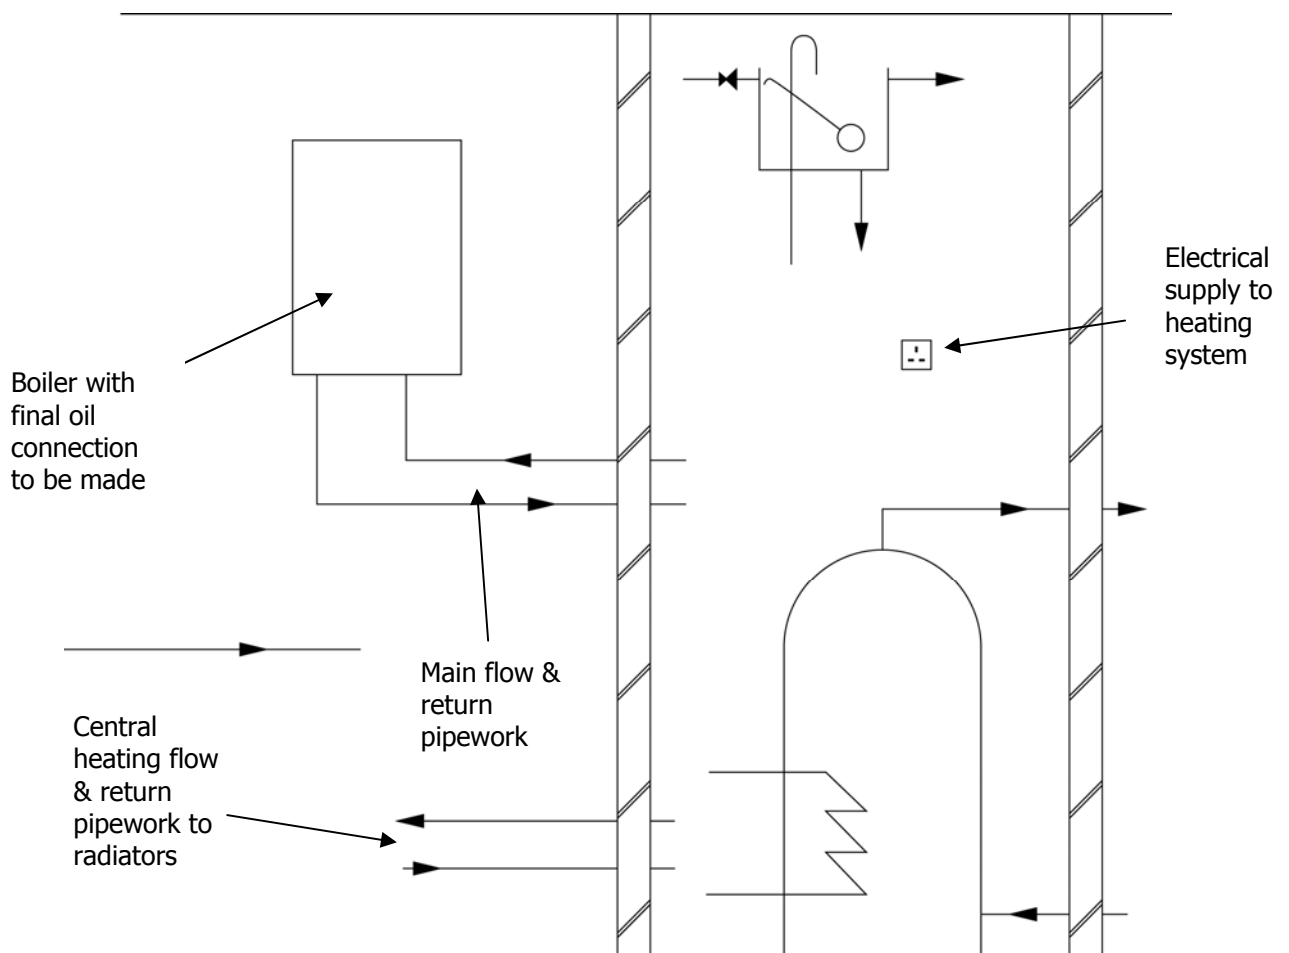 Electrical
supply to
heating
system
Boiler with
final oil
connection
to be made
Main flow &
return
pipework
Central
heating flow
& return
pipework to
radiators